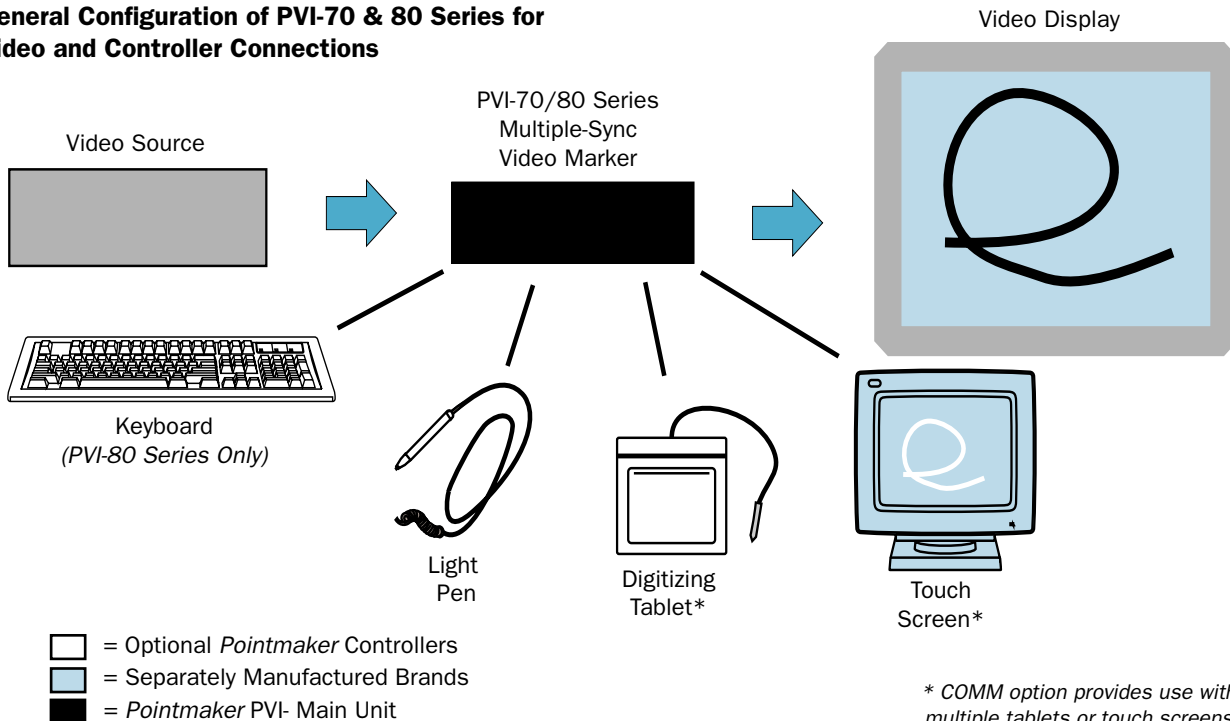 eneral Configuration of PVI-70 & 80 Series for
ideo and Controller Connections
Video Display
PVI-70/80 Series
Multiple-Sync
Video Marker
Video Source
Keyboard
(PVI-80 Series Only)
Light
Pen
Digitizing
Tablet*
Touch
Screen*
= Optional Pointmaker Controllers
= Separately Manufactured Brands
= Pointmaker PVI- Main Unit
* COMM option provides use with
multiple tablets or touch screens